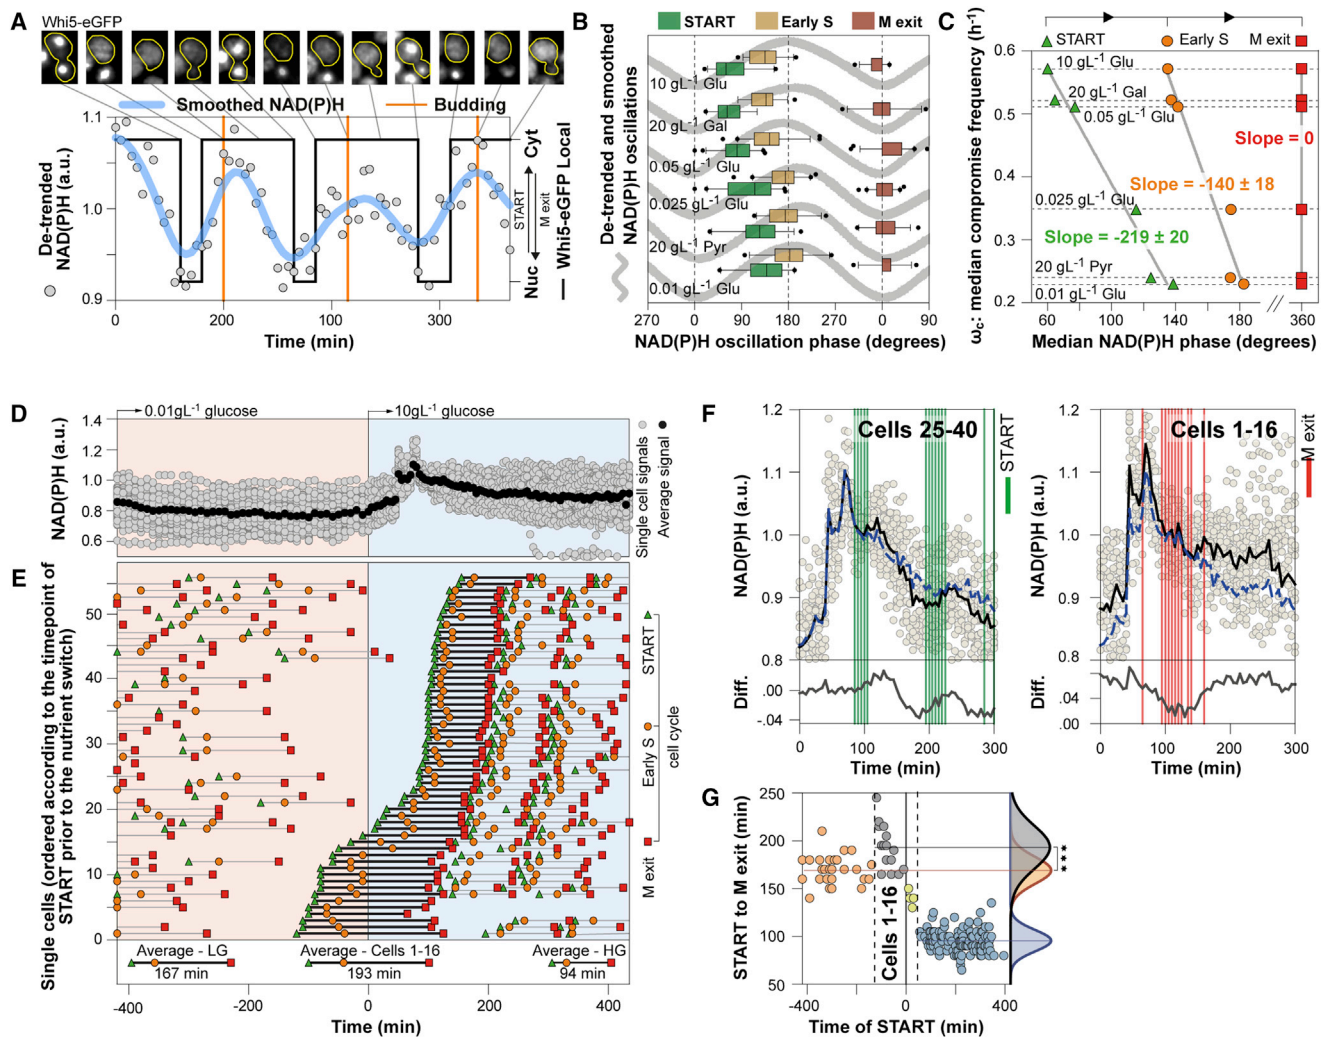 A
Whi5-eGFP
Smoothed NAD(P)H
Budding
De-trended
NAD(P)H (a.u.)
1.1
1.0
0.9
0
200
200
300
Time (min)
Cyt
START
M exit
Nuc
Whi5-eGFP Local
B
START
Early S
M exit
De-trended and smoothed
NAD(P)H oscillations
10 gL-1 Glu
20 gL-1 Gal
0.05 gL-1 Glu
0.025 gL-1 Glu
20 gL-1 Pyr
0.01 gL-1 Glu
270
0
90
180
270
0
90
NAD(P)H oscillation phase (degrees)
C
START
Early S
M exit
ωc: median compromise frequency (h-1)
0.6
0.5
0.4
0.3
0.2
10 gL-1 Glu
20 gL-1 Gal
0.05 gL-1 Glu
Slope = 0
Slope = -140 ± 18
0.025 gL-1 Glu
Slope = -219 ± 20
20 gL-1 Pyr
0.01 gL-1 Glu
60
100
140
180
360
Median NAD(P)H phase (degrees)
D
0.01gL-1 glucose
10gL-1 glucose
NAD(P)H (a.u.)
1.4
1.2
1.0
0.8
0.6
Single cell signals
Average signal
E
Single cells (ordered according to the timepoint of
START prior to the nutrient switch)
50
40
30
20
10
0
START
Early S
cell cycle
M exit
Average - LG
167 min
Average - Cells 1-16
193 min
Average - HG
94 min
-400
-200
0
200
400
Time (min)
F
Cells 25-40
START
NAD(P)H (a.u.)
1.2
1.1
1.0
0.9
0.8
Diff.
.00
-.04
0
100
200
300
Time (min)
Cells 1-16
M exit
NAD(P)H (a.u.)
1.2
1.1
1.0
0.9
0.8
Diff.
0.04
.00
0
100
200
300
Time (min)
G
START to M exit (min)
250
200
150
100
50
Cells 1-16
***
-400
-200
0
200
400
Time of START (min)